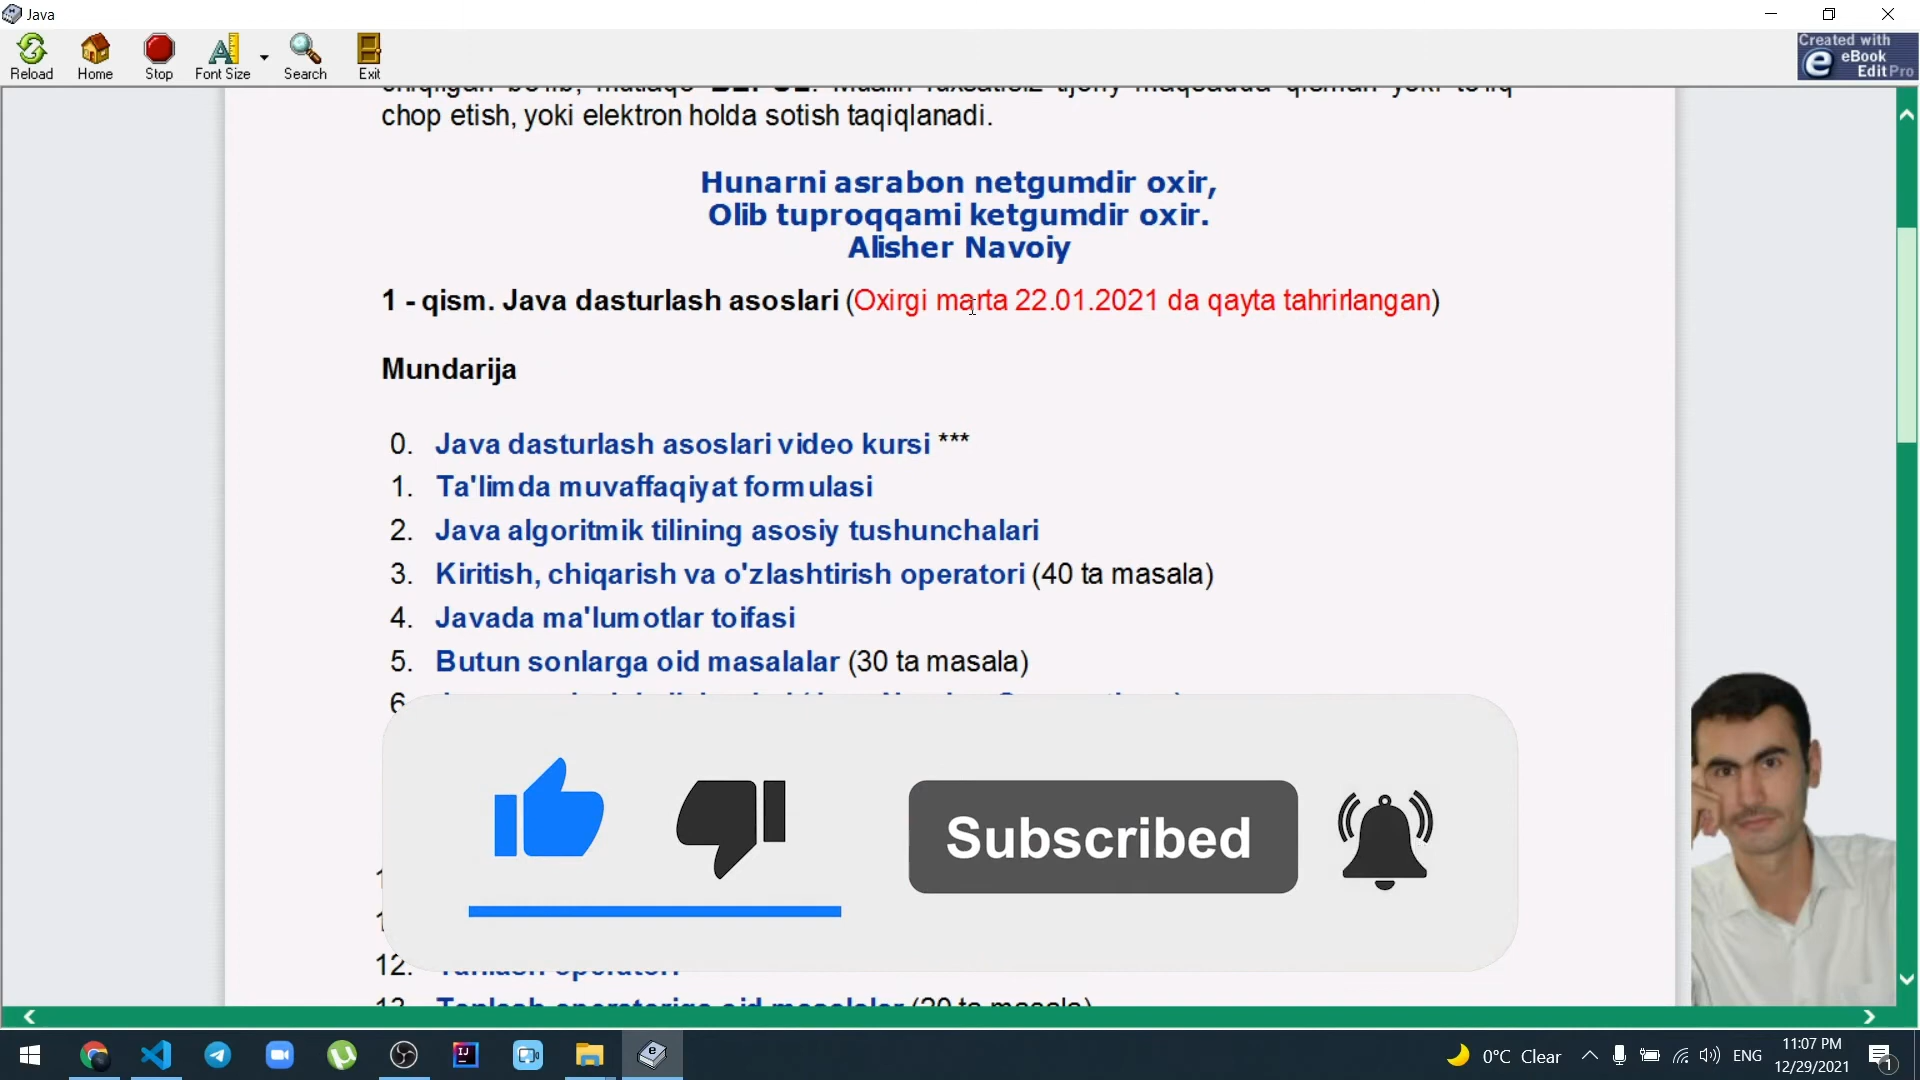 Java
Reload
Home
Stop
Font Size
Search
Exit
Created with
eBook
EditPro
chop etish, yoki elektron holda sotish taqiqlanadi.
Hunarni asrabon netgumdir oxir,
Olib tuproqqami ketgumdir oxir.
Alisher Navoiy
1 - qism. Java dasturlash asoslari (Oxirgi marta 22.01.2021 da qayta tahrirlangan)
Mundarija
0. Java dasturlash asoslari video kursi ***
1. Ta'limda muvaffaqiyat formulasi
2. Java algoritmik tilining asosiy tushunchalari
3. Kiritish, chiqarish va o'zlashtirish operatori (40 ta masala)
4. Javada ma'lumotlar toifasi
5. Butun sonlarga oid masalalar (30 ta masala)
6
Subscribed
12.
0°C Clear
ENG
11:07 PM
12/29/2021
1